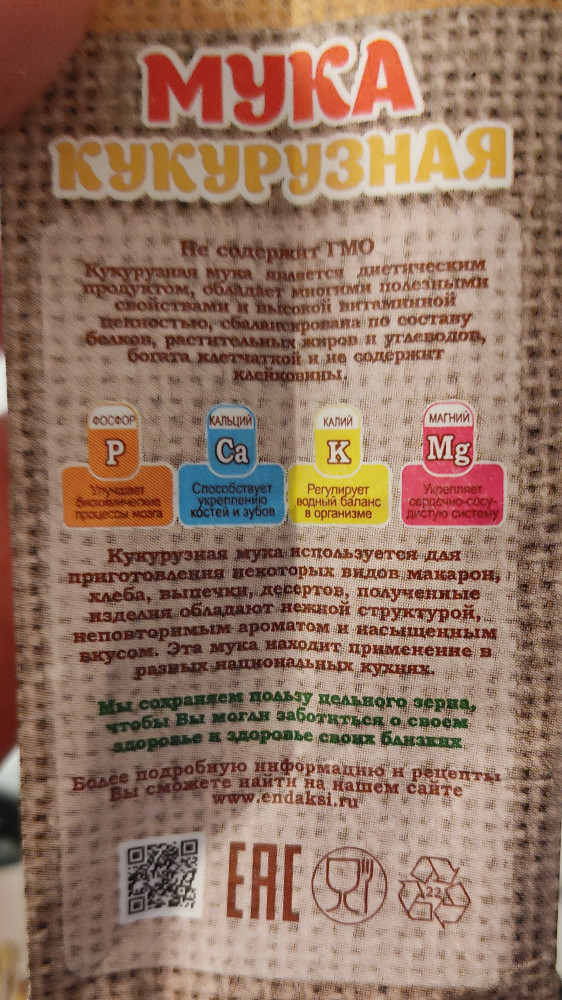 МУКА
КУКУРУЗНАЯ
Не содержит ГМО
Кукурузная мука является диетическим
продуктом, обладает многими полезными
свойствами и высокой витаминной
ценностью, сбалансирована по составу
белков, растительных жиров и углеводов,
богата клетчаткой и не содержит
клейковины.
ФОСФОР
P
Улучшает
биохимические
процессы мозга
КАЛЬЦИЙ
Ca
Способствует
укреплению
костей и зубов
КАЛИЙ
K
Регулирует
водный баланс
в организме
МАГНИЙ
Mg
Укрепляет
сердечно-сосу-
дистую систему
Кукурузная мука используется для
приготовления некоторых видов макарон,
хлеба, выпечки, десертов, полученные
изделия обладают нежной структурой,
неповторимым ароматом и насыщенным
вкусом. Эта мука находит применение в
разных национальных кухнях.
Мы сохраняем пользу цельного зерна,
чтобы Вы могли заботиться о своем
здоровье и здоровье своих близких
Более подробную информацию и рецепты
Вы сможете найти на нашем сайте
www.endaksi.ru
ЕАС
22